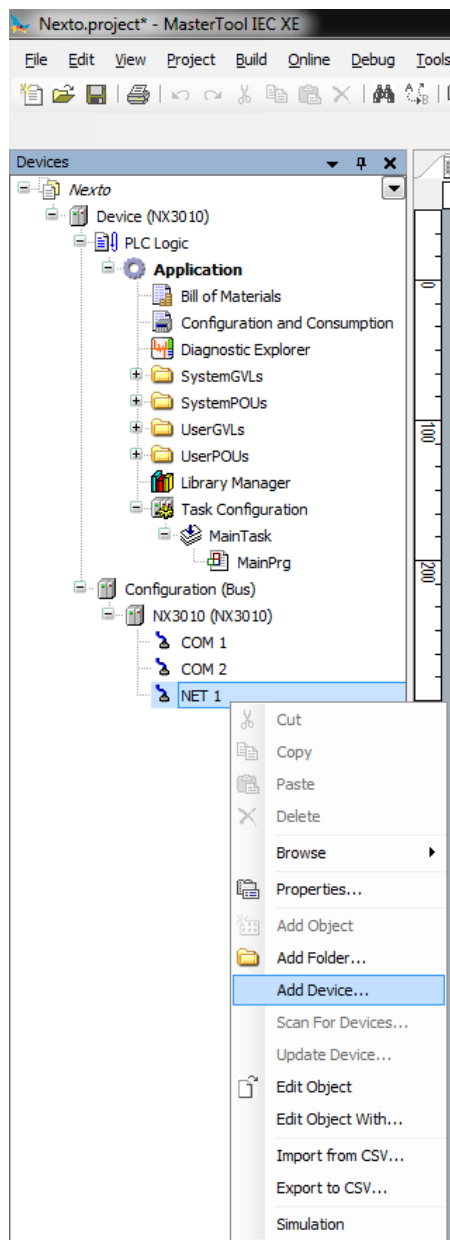 Nexto.project* - MasterTool IEC XE
File Edit View Project Build Online Debug Tools
Devices
Nexto
Device (NX3010)
PLC Logic
Application
Bill of Materials
Configuration and Consumption
Diagnostic Explorer
SystemGVLs
SystemPOUs
UserGVLs
UserPOUs
Library Manager
Task Configuration
MainTask
MainPrg
Configuration (Bus)
NX3010 (NX3010)
COM 1
COM 2
NET 1
0
100
200
Cut
Copy
Paste
Delete
Browse
Properties...
Add Object
Add Folder...
Add Device...
Scan For Devices...
Update Device...
Edit Object
Edit Object With...
Import from CSV...
Export to CSV...
Simulation